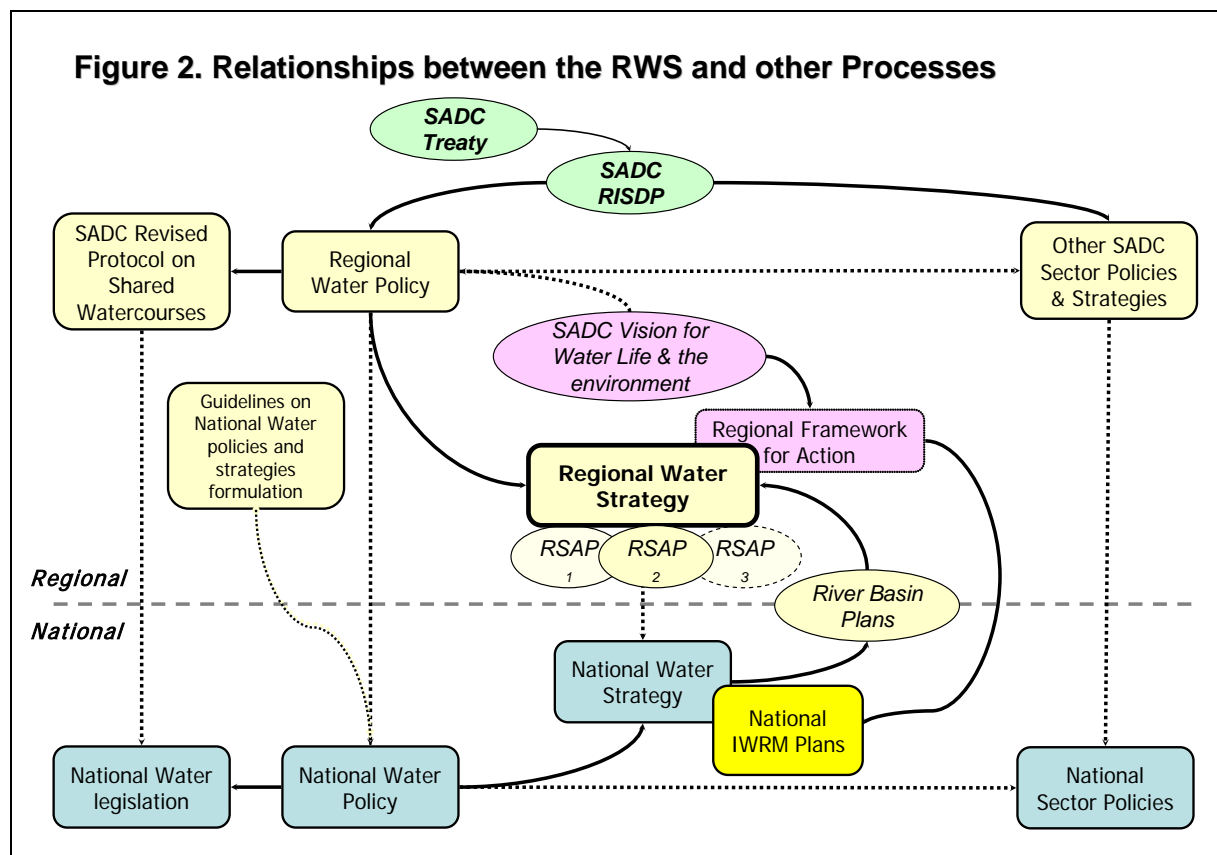 Figure 2. Relationships between the RWS and other Processes
SADC
Treaty
SADC
RISDP
SADC Revised
Protocol on
Shared
Watercourses
Regional
Water Policy
Other SADC
Sector Policies
& Strategies
SADC Vision for
Water Life & the
environment
Guidelines on
National Water
policies and
strategies
formulation
Regional Framework
for Action
Regional Water
Strategy
RSAP
1
RSAP
2
RSAP
3
Regional
National
River Basin
Plans
National Water
Strategy
National
IWRM Plans
National Water
legislation
National Water
Policy
National
Sector Policies